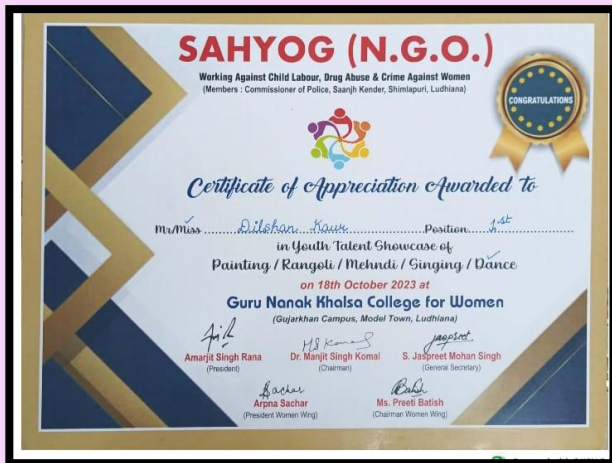 SAHYOG (N.G.O.)
Working Against Child Labour, Drug Abuse & Crime Against Women
(Members : Commissioner of Police, Saanjh Kender, Shimlapuri, Ludhiana)
CONGRATULATIONS
Certificate of Appreciation Awarded To
Mr/Miss Dilshan Kaur Position 1st
in Youth Talent Showcase of
Painting / Rangoli / Mehndi / Singing / Dance
on 18th October 2023 at
Guru Nanak Khalsa College for Women
(Gujarkhan Campus, Model Town, Ludhiana)
Amarjit Singh Rana Dr. Manjit Singh Komal S. Jaspreet Mohan Singh
(President) (Chairman) (General Secretary)
Arpna Sachar Ms. Preeti Batish
(President Women Wing) (Chairman Women Wing)